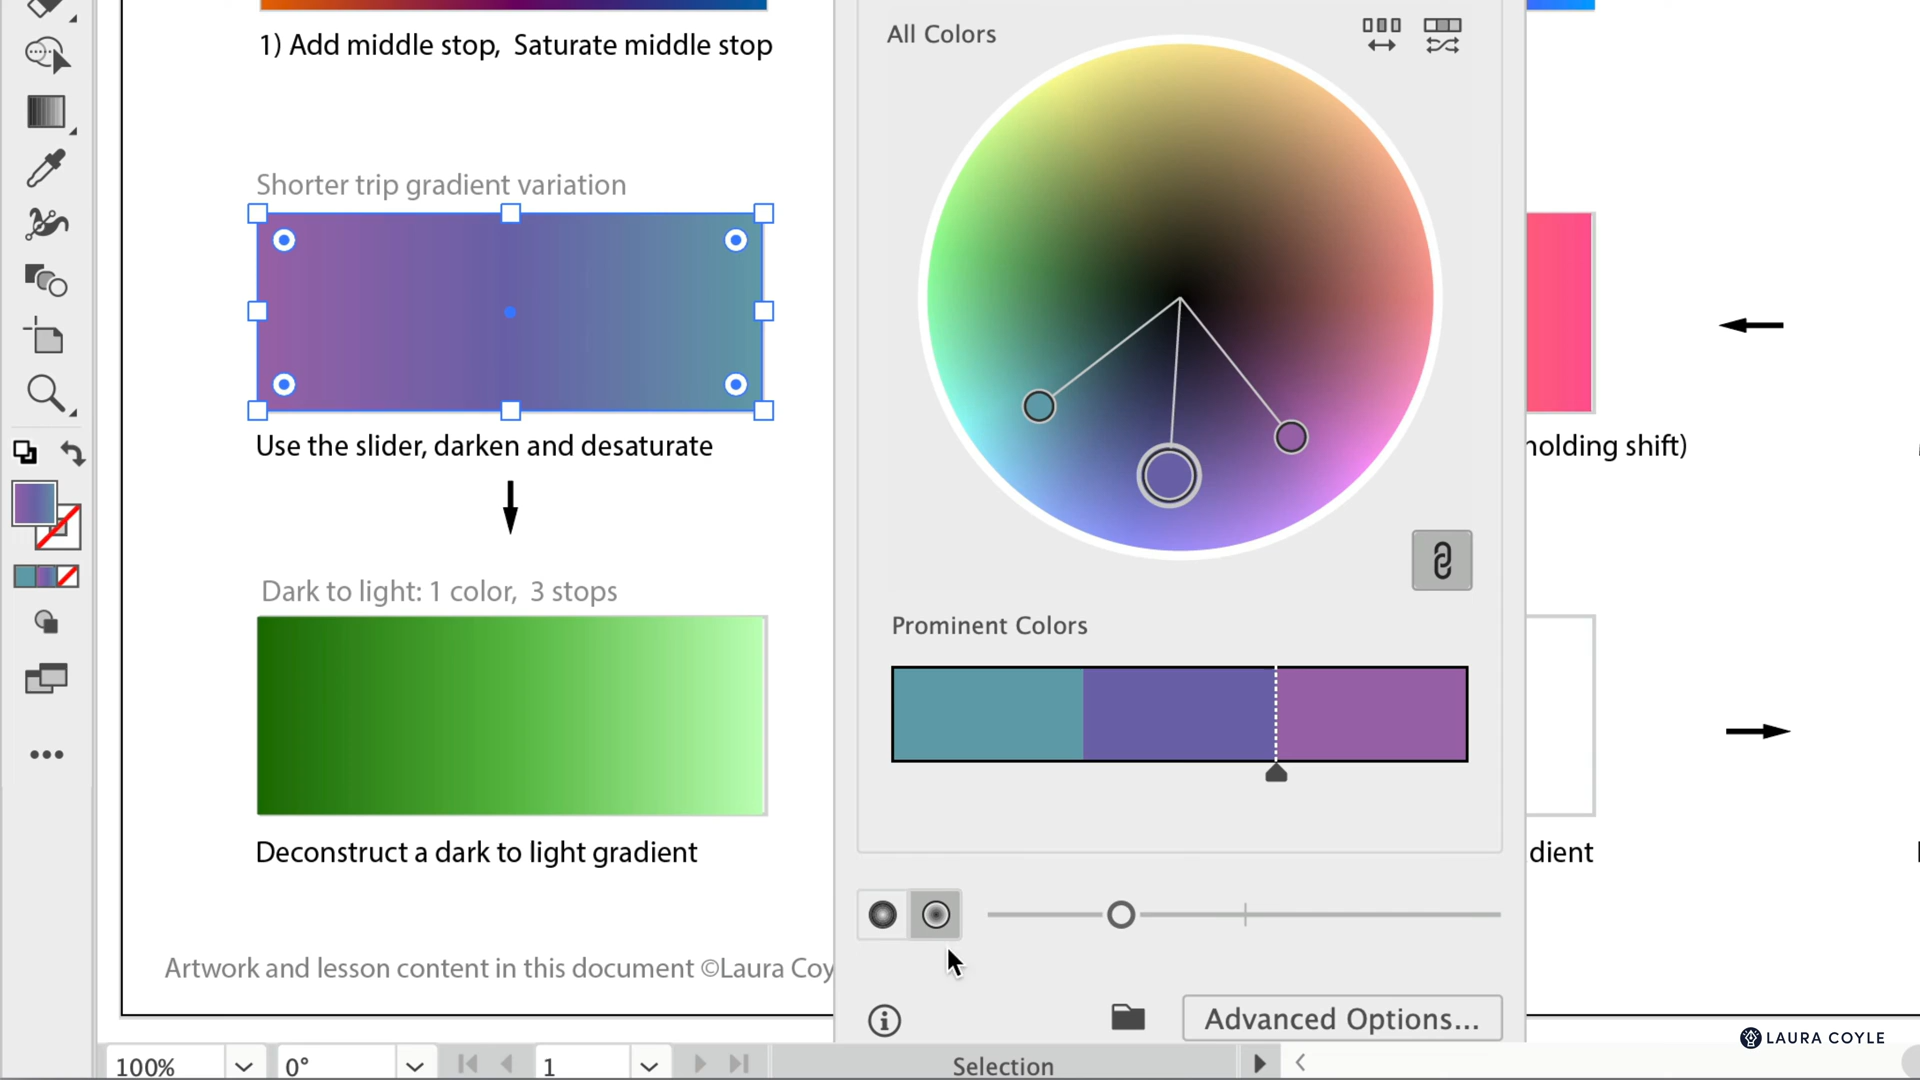 All Colors
1) Add middle stop,  Saturate middle stop
Shorter trip gradient variation
Use the slider, darken and desaturate
holding shift)
Dark to light: 1 color,  3 stops
Prominent Colors
Deconstruct a dark to light gradient
dient
Artwork and lesson content in this document ©Laura Coy
Advanced Options...
LAURA COYLE
100%
0°
1
Selection